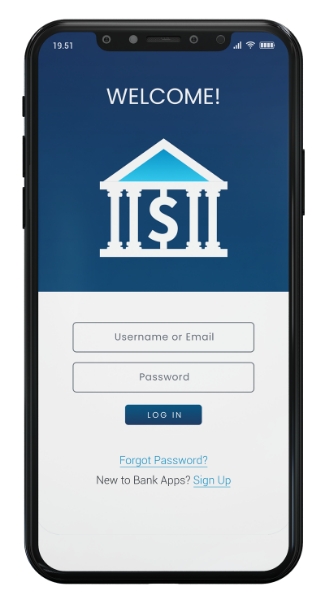 19.51
WELCOME!
$
Username or Email
Password
LOG IN
Forgot Password?
New to Bank Apps? Sign Up